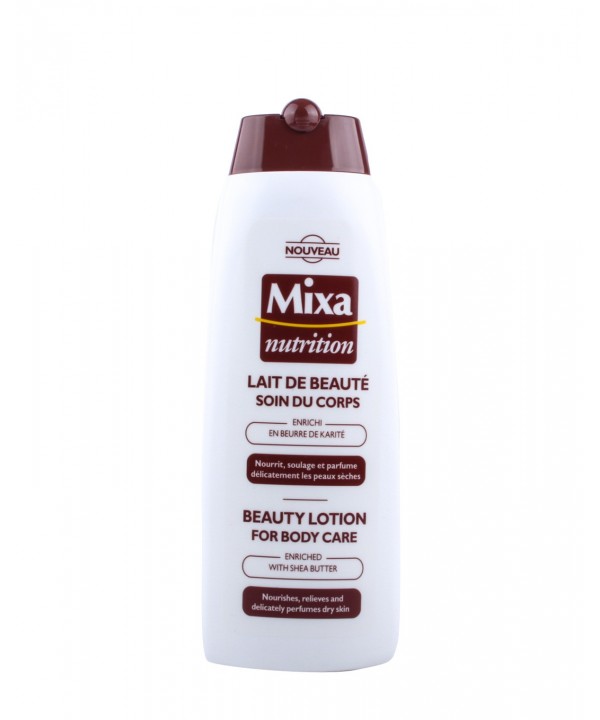 NOUVEAU
Mixa
nutrition
LAIT DE BEAUTÉ
SOIN DU CORPS
ENRICHI
EN BEURRE DE KARITÉ
Nourrit, soulage et parfume
délicatement les peaux sèches
BEAUTY LOTION
FOR BODY CARE
ENRICHED
WITH SHEA BUTTER
Nourishes, relieves and
delicately perfumes dry skin